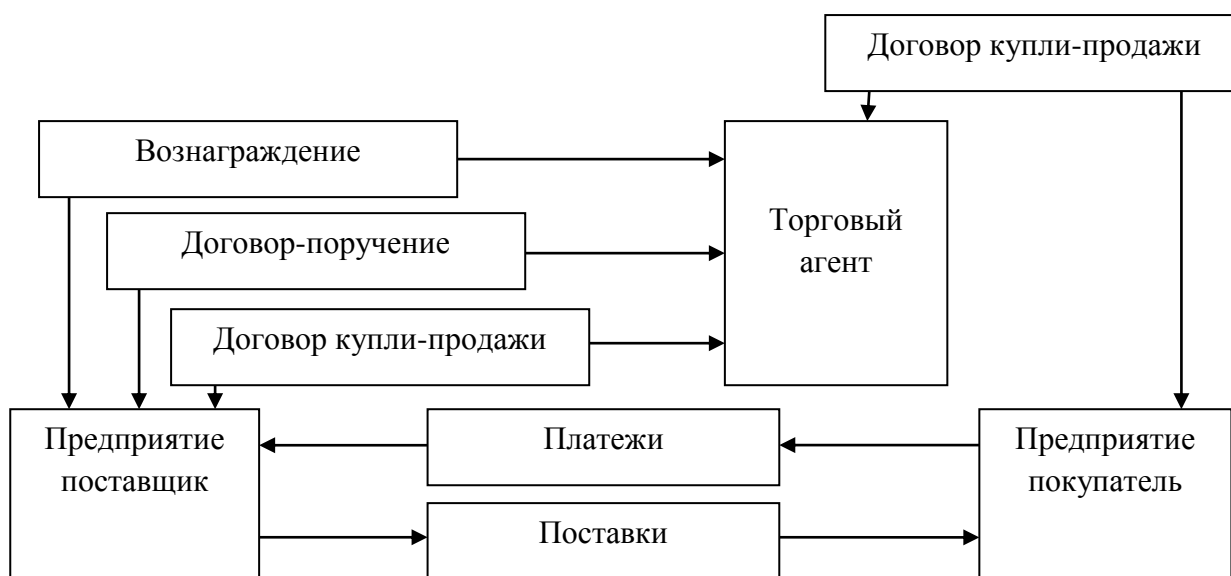 Договор купли-продажи
Вознаграждение
Договор-поручение
Торговый
агент
Договор купли-продажи
Предприятие
поставщик
Платежи
Предприятие
покупатель
Поставки